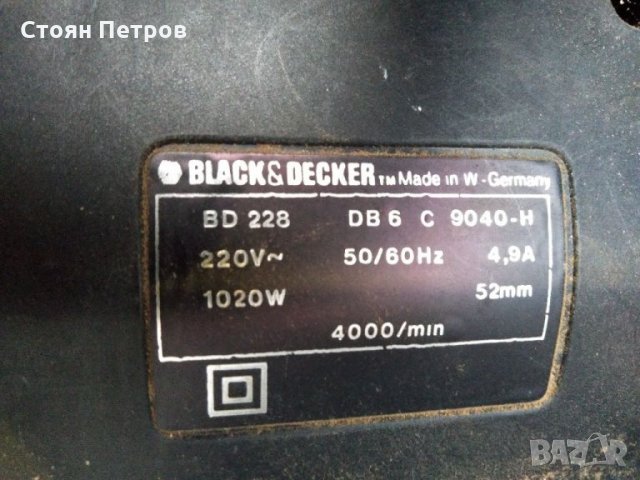 Стоян Петров
BLACK&DECKER TM Made in W-Germany
BD 228 DB 6 C 9040-H
220V~ 50/60Hz 4,9A
1020W 52mm
4000/min
BAZAR